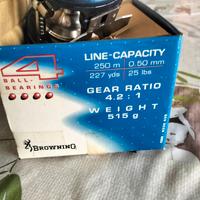 4
BALL-
BEARINGS
LINE-CAPACITY
250 m 0.50 mm
227 yds 25 lbs
GEAR RATIO
4.2 : 1
WEIGHT
515 g
BROWNING